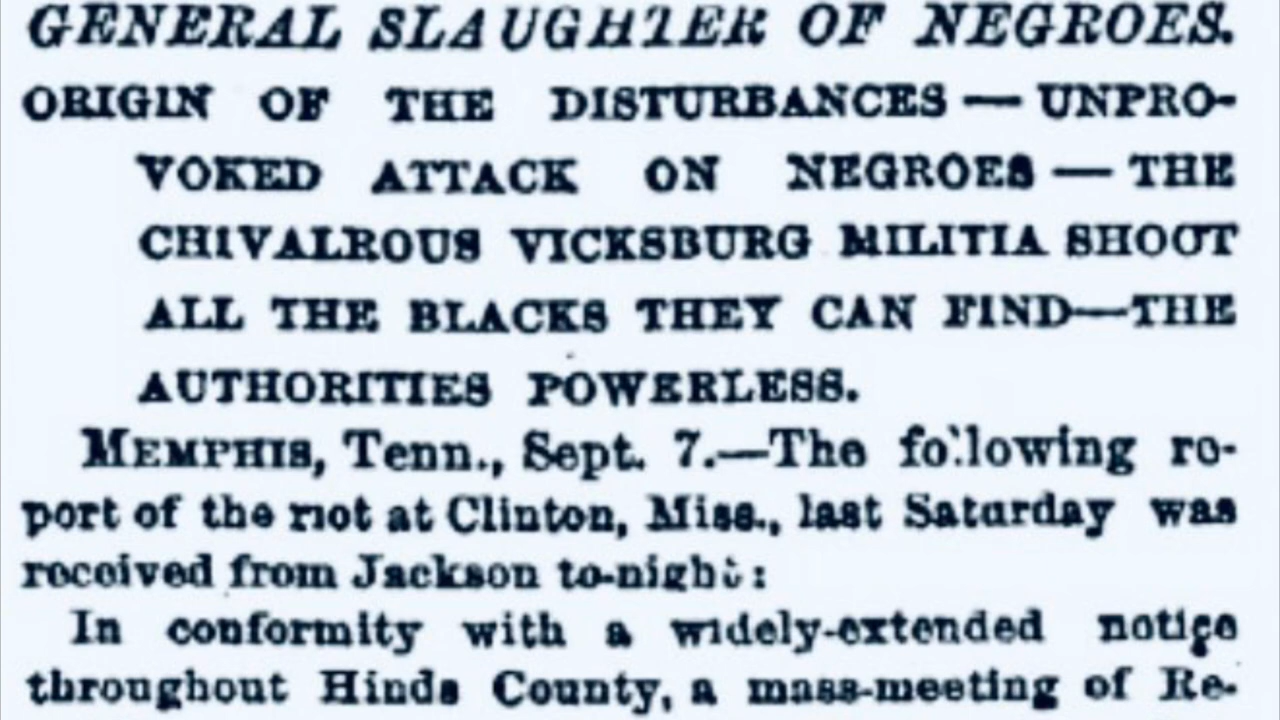 GENERAL SLAUGHTER OF NEGROES.
ORIGIN OF THE DISTURBANCES — UNPRO-
VOKED ATTACK ON NEGROES — THE
CHIVALROUS VICKSBURG MILITIA SHOOT
ALL THE BLACKS THEY CAN FIND—THE
AUTHORITIES POWERLESS.
MEMPHIS, Tenn., Sept. 7.—The following re-
port of the riot at Clinton, Miss., last Saturday was
received from Jackson to-night:
In conformity with a widely-extended notice
throughout Hinds County, a mass-meeting of Re-